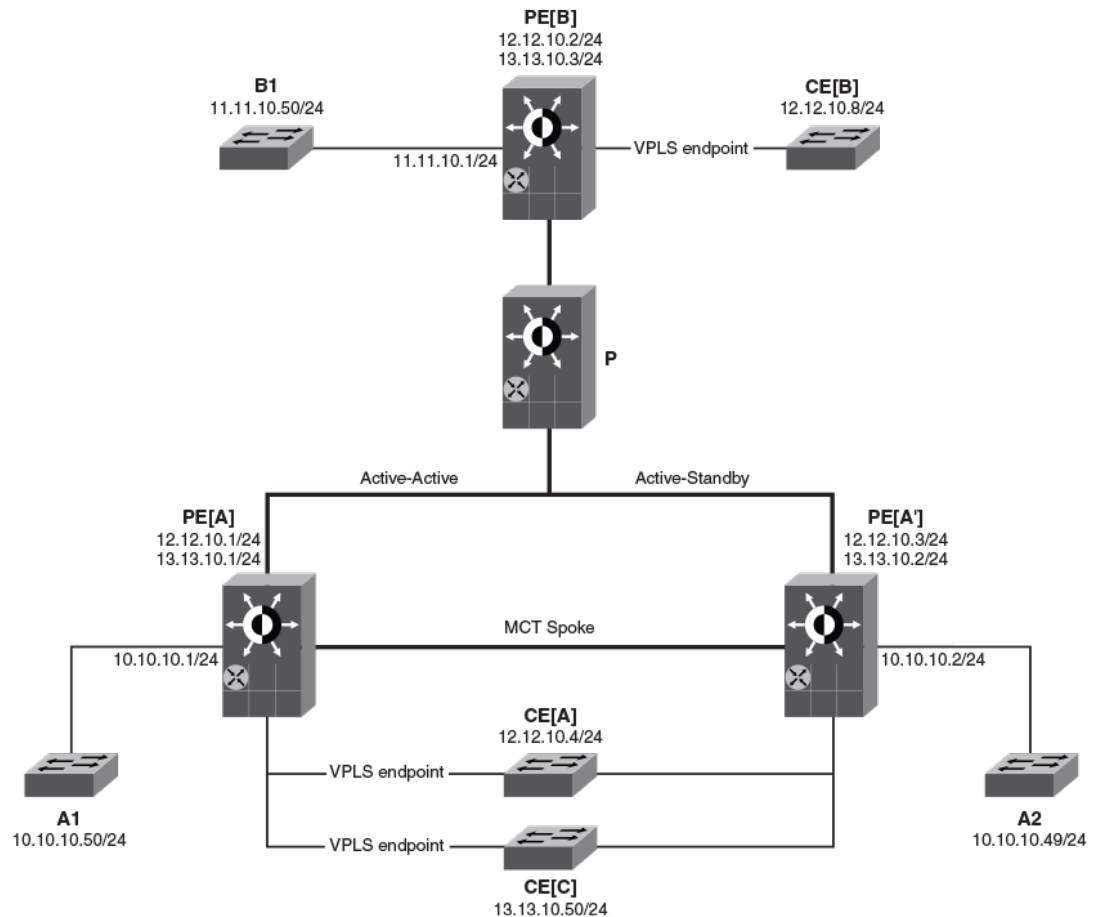 PE[B]
12.12.10.2/24
13.13.10.3/24
B1
11.11.10.50/24
CE[B]
12.12.10.8/24
11.11.10.1/24
VPLS endpoint
P
Active-Active
Active-Standby
PE[A]
12.12.10.1/24
13.13.10.1/24
PE[A']
12.12.10.3/24
13.13.10.2/24
MCT Spoke
10.10.10.1/24
10.10.10.2/24
CE[A]
12.12.10.4/24
VPLS endpoint
A1
10.10.10.50/24
A2
10.10.10.49/24
VPLS endpoint
CE[C]
13.13.10.50/24